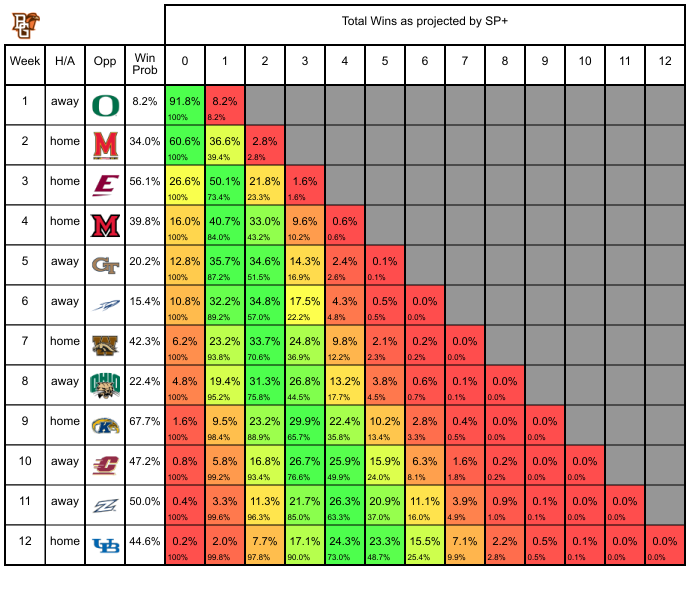 Total Wins as projected by SP+
Week H/A Opp Win Prob 0 1 2 3 4 5 6 7 8 9 10 11 12
1 away O 8.2% 91.8% 8.2%
100% 8.2%
2 home M 34.0% 60.6% 36.6% 2.8%
100% 39.4% 2.8%
3 home E 56.1% 26.6% 50.1% 21.8% 1.6%
100% 73.4% 23.3% 1.6%
4 home M 39.8% 16.0% 40.7% 33.0% 9.6% 0.6%
100% 84.0% 43.2% 10.2% 0.6%
5 away GT 20.2% 12.8% 35.7% 34.6% 14.3% 2.4% 0.1%
100% 87.2% 51.5% 16.9% 2.6% 0.1%
6 away 15.4% 10.8% 32.2% 34.8% 17.5% 4.3% 0.5% 0.0%
100% 89.2% 57.0% 22.2% 4.8% 0.5% 0.0%
7 home W 42.3% 6.2% 23.2% 33.7% 24.8% 9.8% 2.1% 0.2% 0.0%
100% 93.8% 70.6% 36.9% 12.2% 2.3% 0.2% 0.0%
8 away OHIO 22.4% 4.8% 19.4% 31.3% 26.8% 13.2% 3.8% 0.6% 0.1% 0.0%
100% 95.2% 75.8% 44.5% 17.7% 4.5% 0.7% 0.1% 0.0%
9 home K 67.7% 1.6% 9.5% 23.2% 29.9% 22.4% 10.2% 2.8% 0.4% 0.0% 0.0%
100% 98.4% 88.9% 65.7% 35.8% 13.4% 3.3% 0.5% 0.0% 0.0%
10 away C 47.2% 0.8% 5.8% 16.8% 26.7% 25.9% 15.9% 6.3% 1.6% 0.2% 0.0% 0.0%
100% 99.2% 93.4% 76.6% 49.9% 24.0% 8.1% 1.8% 0.2% 0.0% 0.0%
11 away 50.0% 0.4% 3.3% 11.3% 21.7% 26.3% 20.9% 11.1% 3.9% 0.9% 0.1% 0.0% 0.0%
100% 99.6% 96.3% 85.0% 63.3% 37.0% 16.0% 4.9% 1.0% 0.1% 0.0% 0.0%
12 home UB 44.6% 0.2% 2.0% 7.7% 17.1% 24.3% 23.3% 15.5% 7.1% 2.2% 0.5% 0.1% 0.0% 0.0%
100% 99.8% 97.8% 90.0% 73.0% 48.7% 25.4% 9.9% 2.8% 0.5% 0.1% 0.0% 0.0%